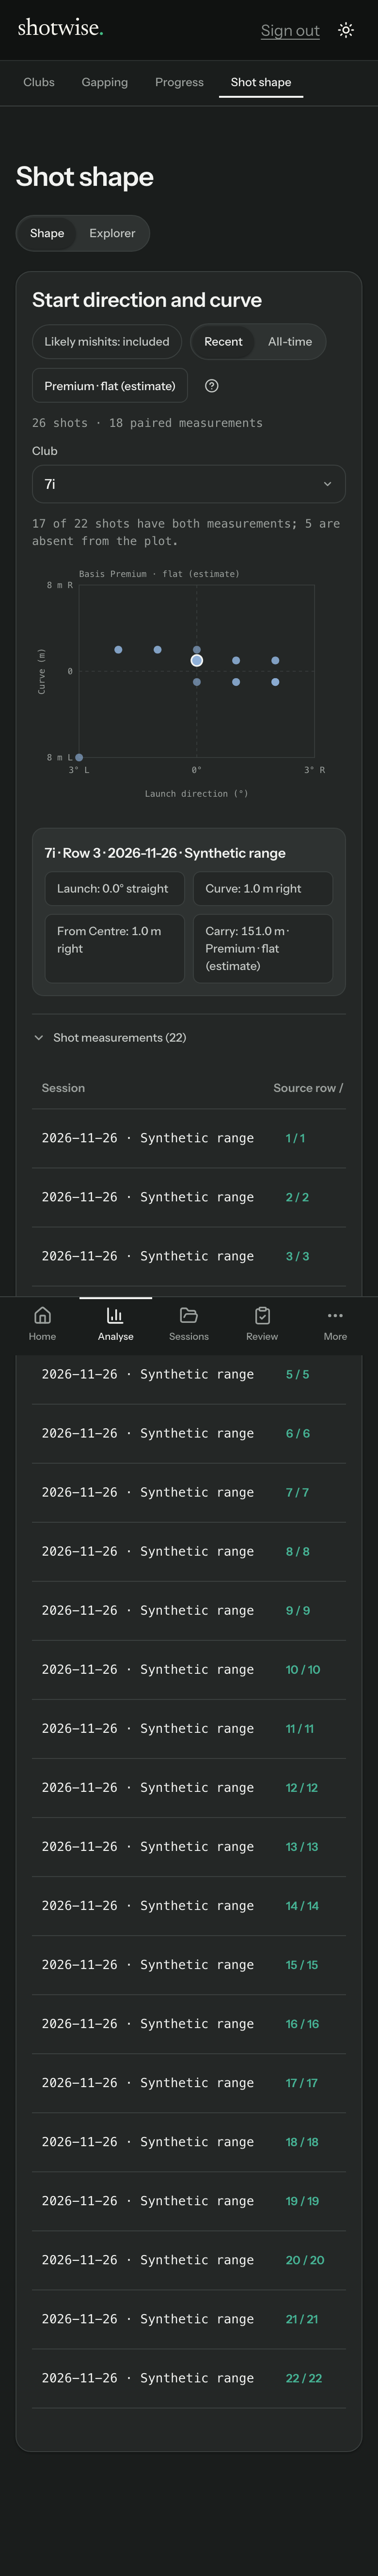 shotwise.
Sign out
Clubs Gapping Progress Shot shape
Shot shape
Shape Explorer
Start direction and curve
Likely mishits: included Recent All-time
Premium · flat (estimate)
26 shots · 18 paired measurements
Club
7i
17 of 22 shots have both measurements; 5 are
absent from the plot.
Basis Premium · flat (estimate)
8 m R
Curve (m)
0
8 m L
3° L 0° 3° R
Launch direction (°)
7i · Row 3 · 2026-11-26 · Synthetic range
Launch: 0.0° straight
Curve: 1.0 m right
From Centre: 1.0 m
right
Carry: 151.0 m ·
Premium · flat
(estimate)
Shot measurements (22)
Session Source row /
2026-11-26 · Synthetic range 1 / 1
2026-11-26 · Synthetic range 2 / 2
2026-11-26 · Synthetic range 3 / 3
Home Analyse Sessions Review More
2026-11-26 · Synthetic range 5 / 5
2026-11-26 · Synthetic range 6 / 6
2026-11-26 · Synthetic range 7 / 7
2026-11-26 · Synthetic range 8 / 8
2026-11-26 · Synthetic range 9 / 9
2026-11-26 · Synthetic range 10 / 10
2026-11-26 · Synthetic range 11 / 11
2026-11-26 · Synthetic range 12 / 12
2026-11-26 · Synthetic range 13 / 13
2026-11-26 · Synthetic range 14 / 14
2026-11-26 · Synthetic range 15 / 15
2026-11-26 · Synthetic range 16 / 16
2026-11-26 · Synthetic range 17 / 17
2026-11-26 · Synthetic range 18 / 18
2026-11-26 · Synthetic range 19 / 19
2026-11-26 · Synthetic range 20 / 20
2026-11-26 · Synthetic range 21 / 21
2026-11-26 · Synthetic range 22 / 22